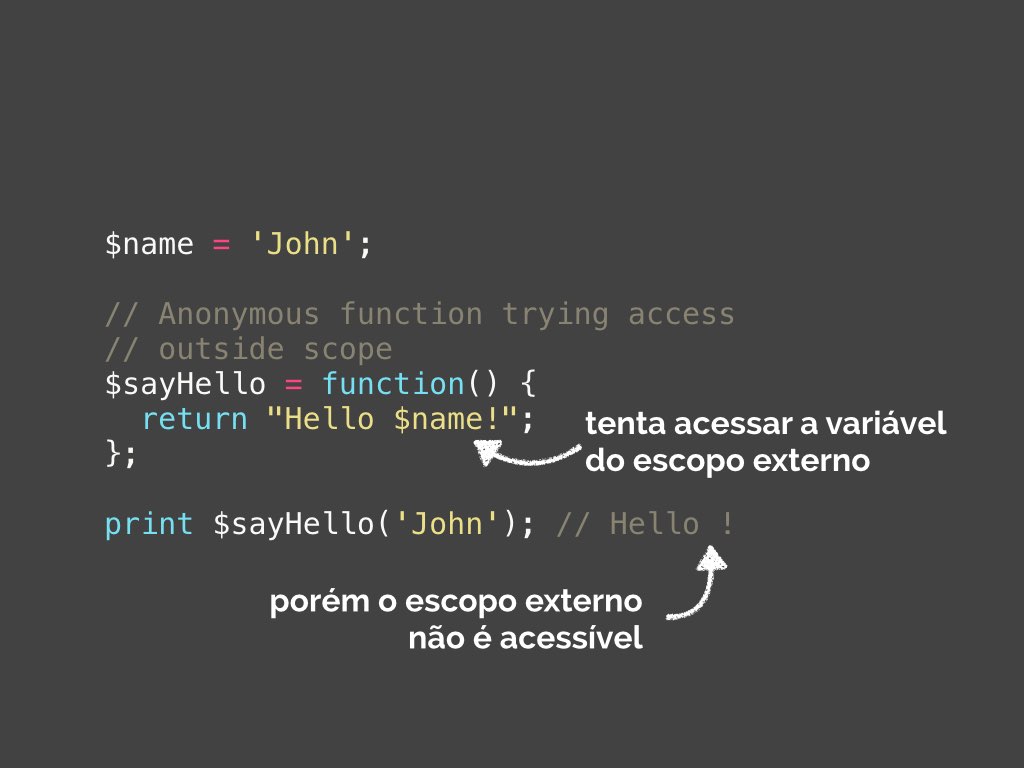 $name = 'John';
// Anonymous function trying access
// outside scope
$sayHello = function() {
  return "Hello $name!";
};
tenta acessar a variável
do escopo externo
print $sayHello('John'); // Hello !
porém o escopo externo
não é acessível